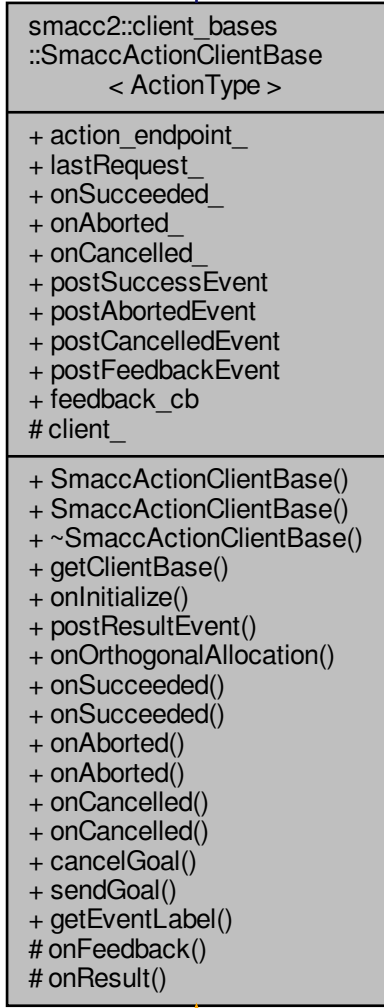 smacc2::client_bases
::SmaccActionClientBase
< ActionType >
+ action_endpoint_
+ lastRequest_
+ onSucceeded_
+ onAborted_
+ onCancelled_
+ postSuccessEvent
+ postAbortedEvent
+ postCancelledEvent
+ postFeedbackEvent
+ feedback_cb
# client_
+ SmaccActionClientBase()
+ SmaccActionClientBase()
+ ~SmaccActionClientBase()
+ getClientBase()
+ onInitialize()
+ postResultEvent()
+ onOrthogonalAllocation()
+ onSucceeded()
+ onSucceeded()
+ onAborted()
+ onAborted()
+ onCancelled()
+ onCancelled()
+ cancelGoal()
+ sendGoal()
+ getEventLabel()
# onFeedback()
# onResult()